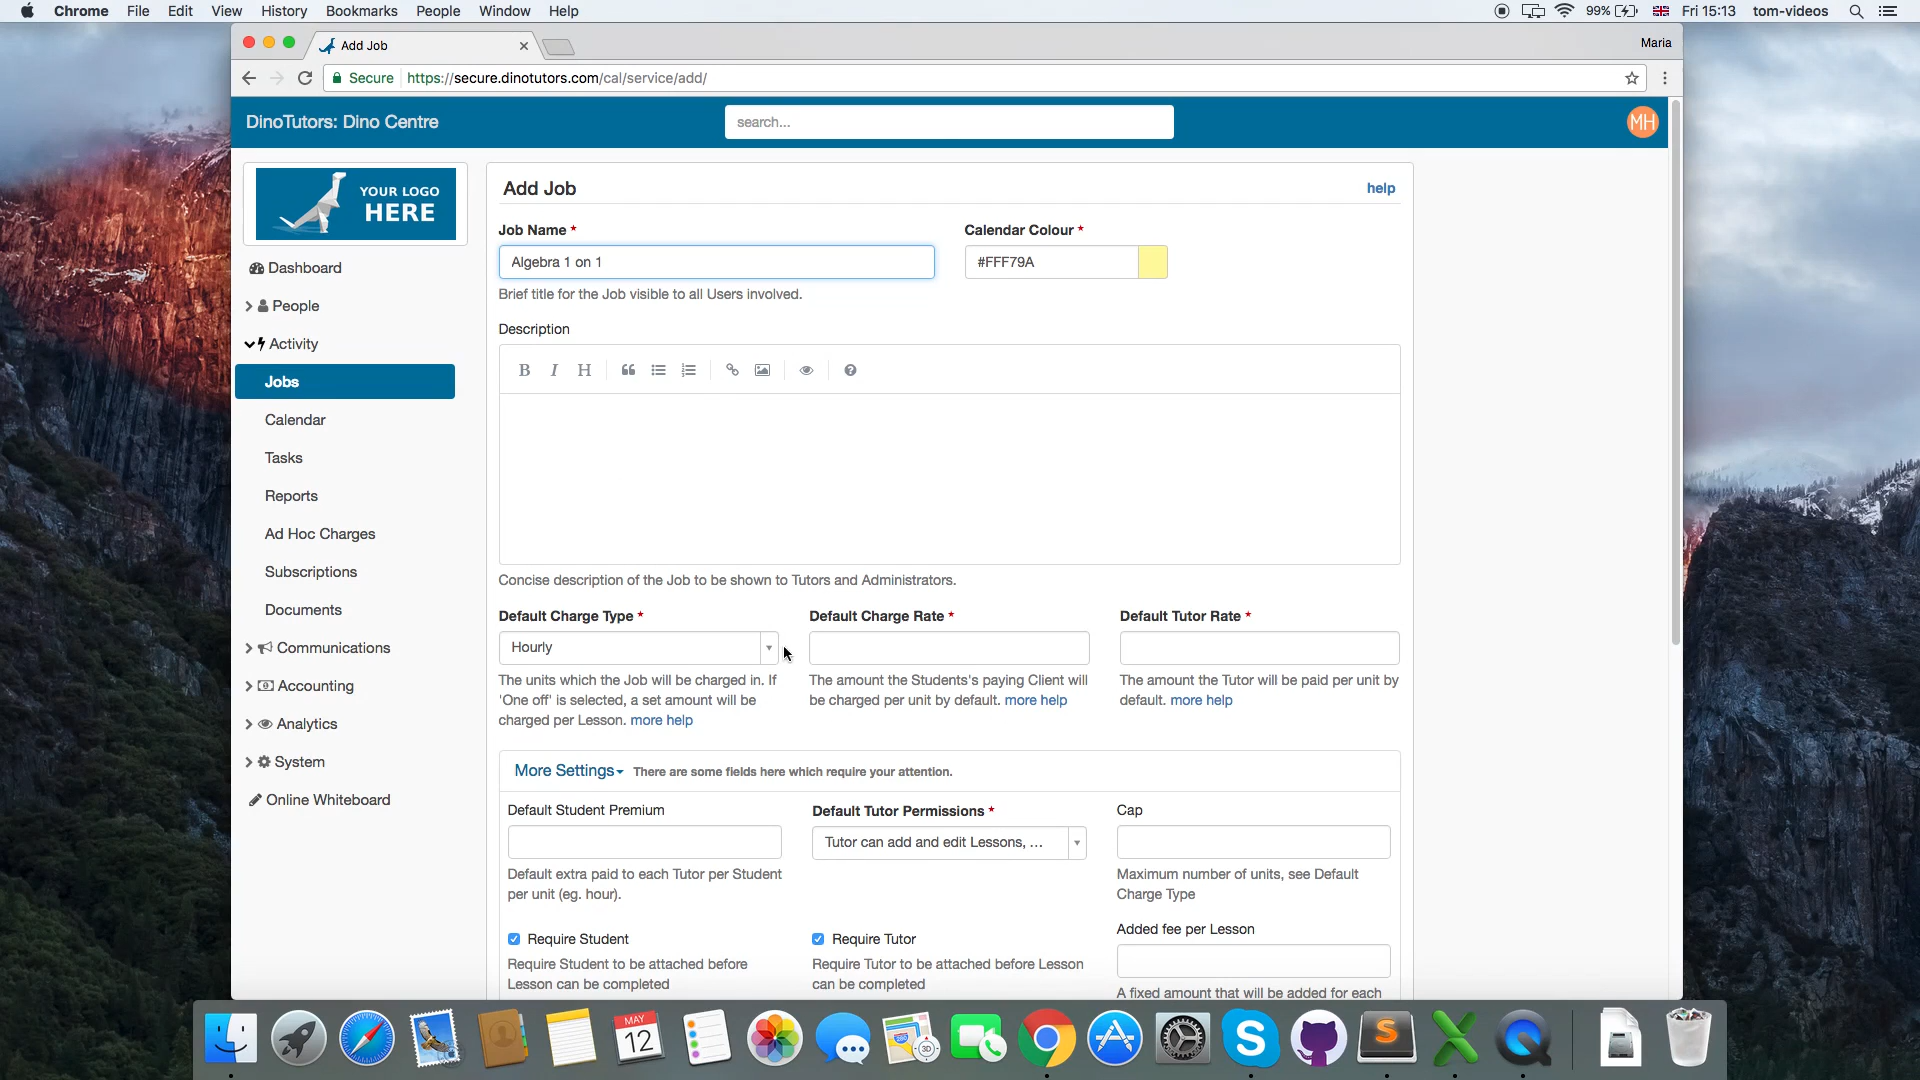 Chrome File Edit View History Bookmarks People Window Help 99% Fri 15:13 tom-videos
Add Job Maria
Secure https://secure.dinotutors.com/cal/service/add/
DinoTutors: Dino Centre search... MH
YOUR LOGO
HERE
Dashboard
People
Activity
Jobs
Calendar
Tasks
Reports
Ad Hoc Charges
Subscriptions
Documents
Communications
Accounting
Analytics
System
Online Whiteboard
Add Job help
Job Name * Calendar Colour *
Algebra 1 on 1 #FFF79A
Brief title for the Job visible to all Users involved.
Description
B I H
Concise description of the Job to be shown to Tutors and Administrators.
Default Charge Type * Default Charge Rate * Default Tutor Rate *
Hourly
The units which the Job will be charged in. If The amount the Students's paying Client will The amount the Tutor will be paid per unit by
'One off' is selected, a set amount will be be charged per unit by default. more help default. more help
charged per Lesson. more help
More Settings There are some fields here which require your attention.
Default Student Premium Default Tutor Permissions * Cap
Tutor can add and edit Lessons, ...
Default extra paid to each Tutor per Student Maximum number of units, see Default
per unit (eg. hour). Charge Type
Added fee per Lesson
Require Student Require Tutor
Require Student to be attached before Require Tutor to be attached before Lesson
Lesson can be completed can be completed
A fixed amount that will be added for each
MAY
12
280
3D